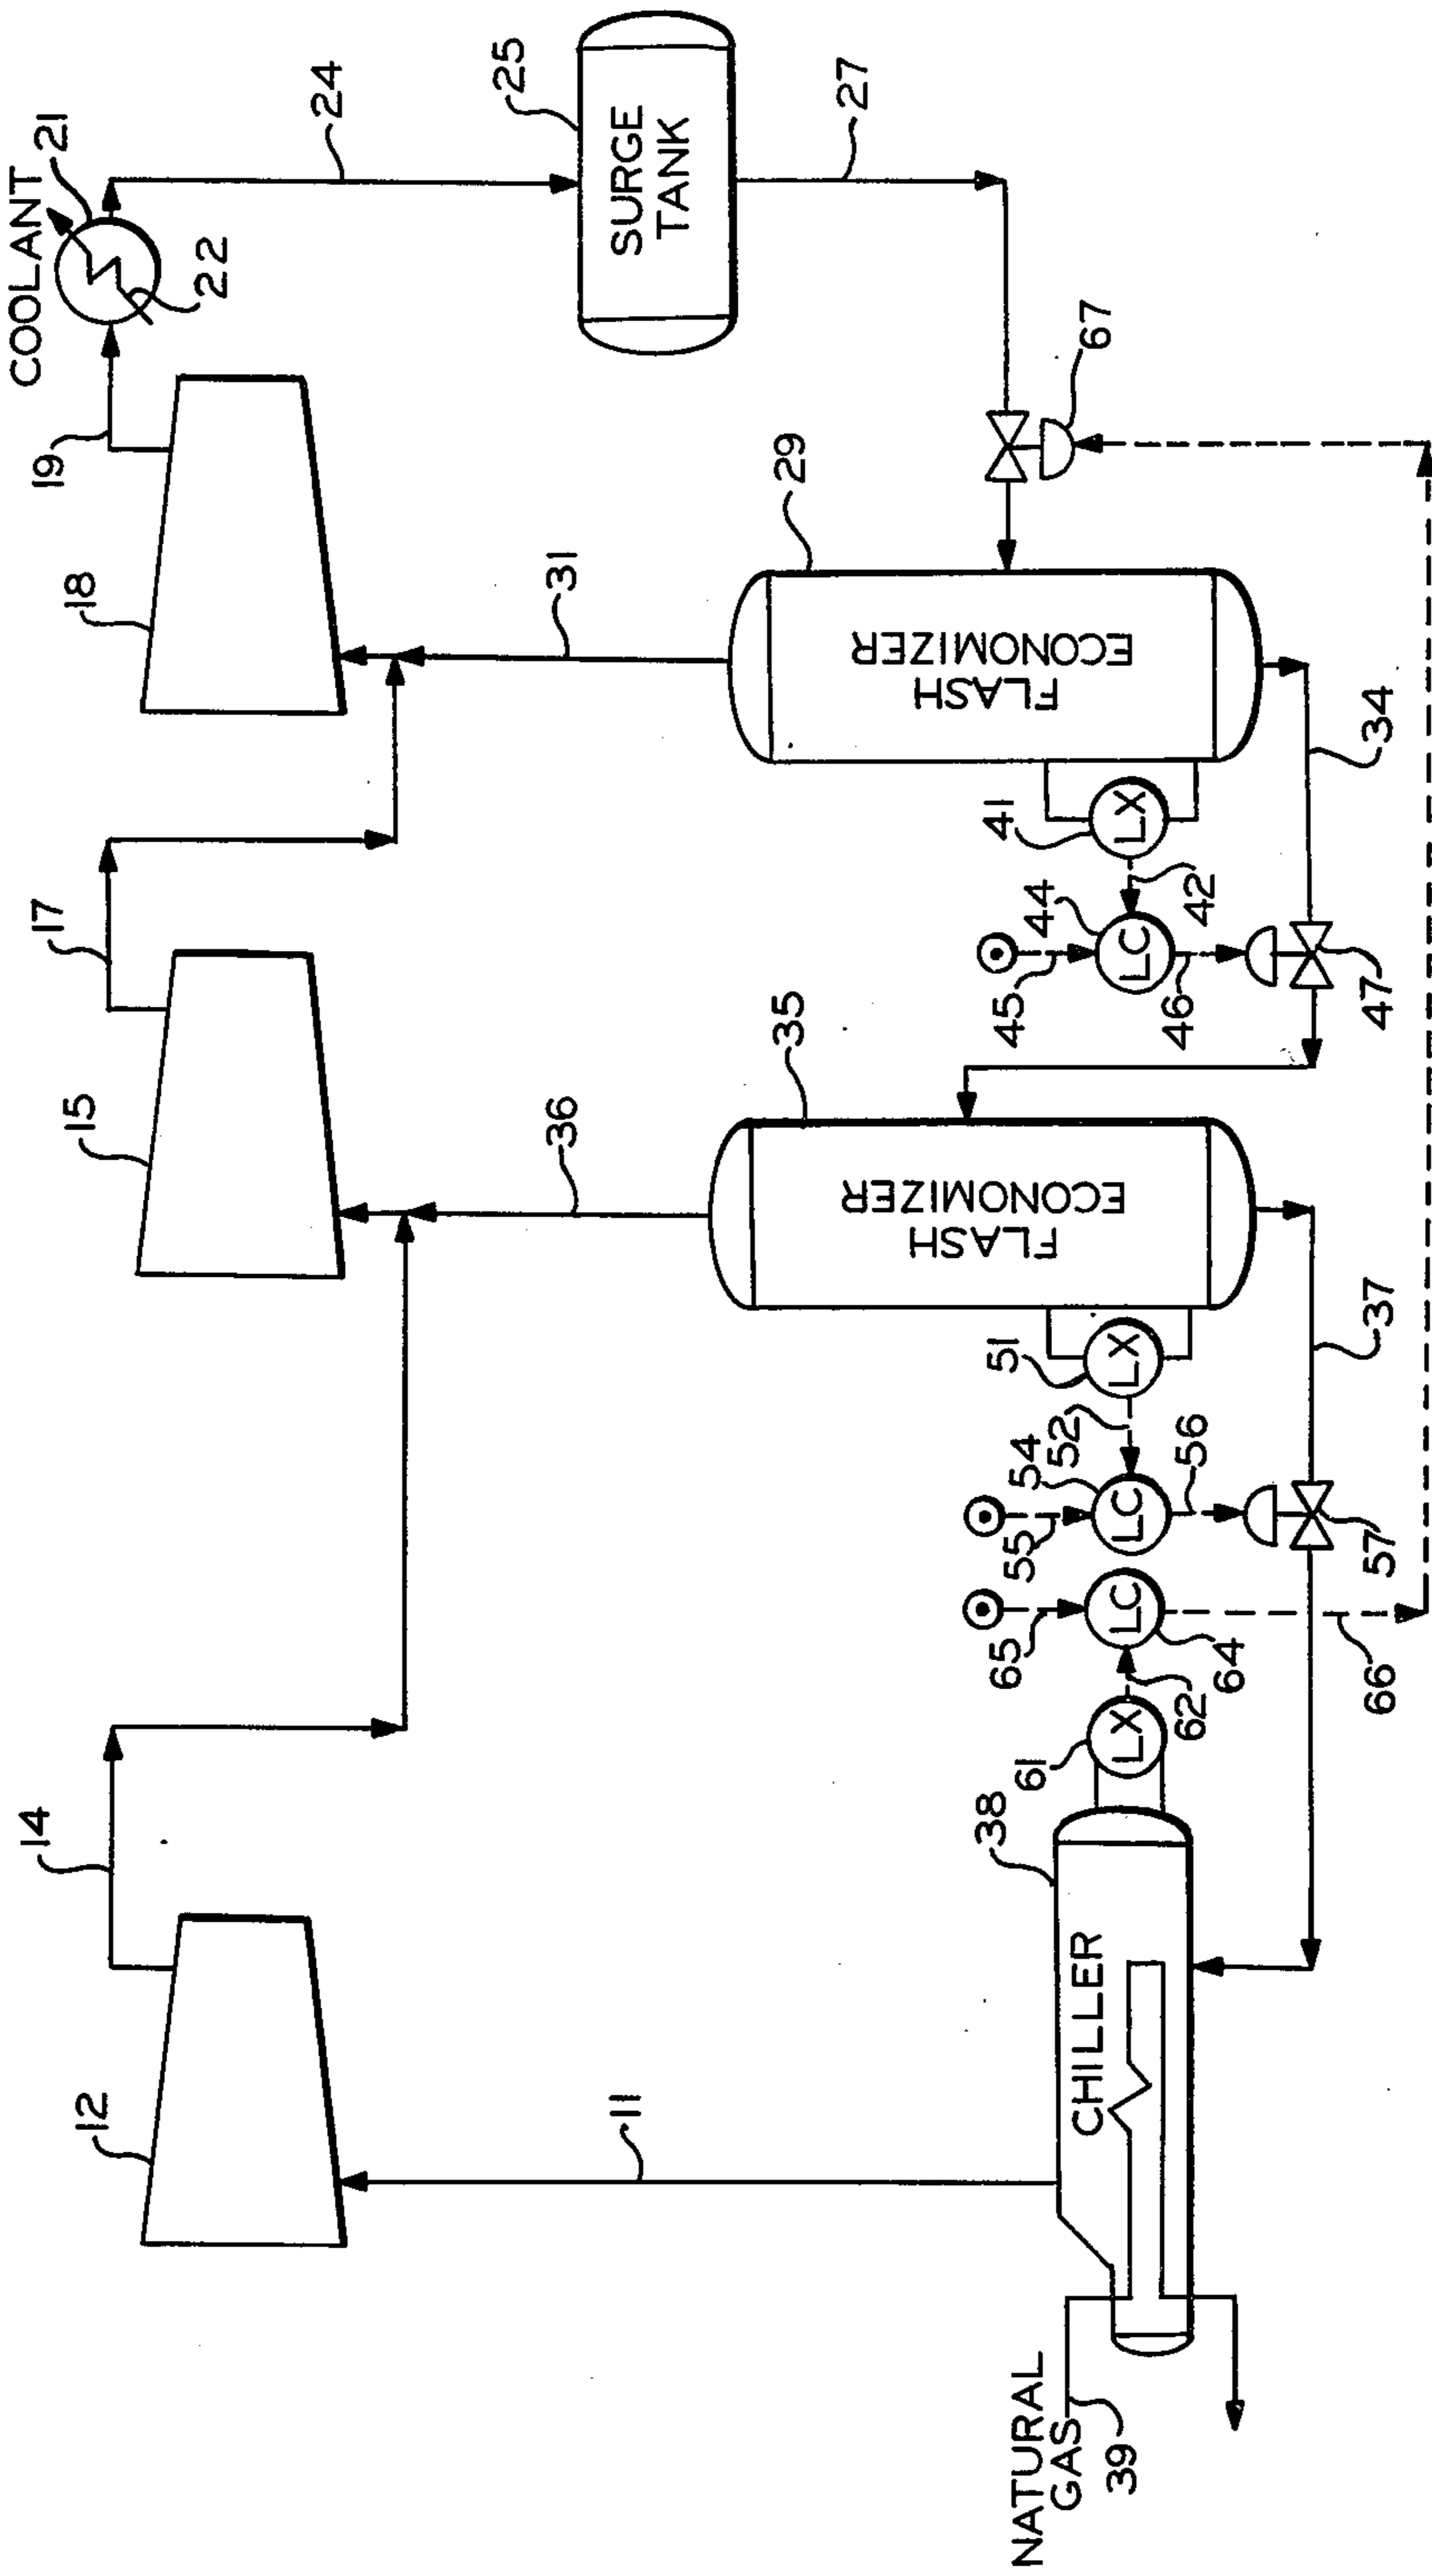 COOLANT
21
22
19
24
25
SURGE
TANK
27
18
31
29
FLASH
ECONOMIZER
67
17
15
36
35
FLASH
ECONOMIZER
41
LX
42
44
LC
45
46
47
34
14
51
LX
52
54
LC
55
56
57
37
12
11
38
CHILLER
61
LX
62
64
LC
65
66
NATURAL
GAS
39